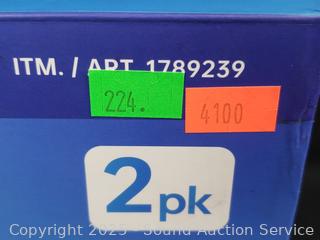 ITM. / ART. 1789239
224.
4100
2pk
Copyright 2023 - Sound Auction Service